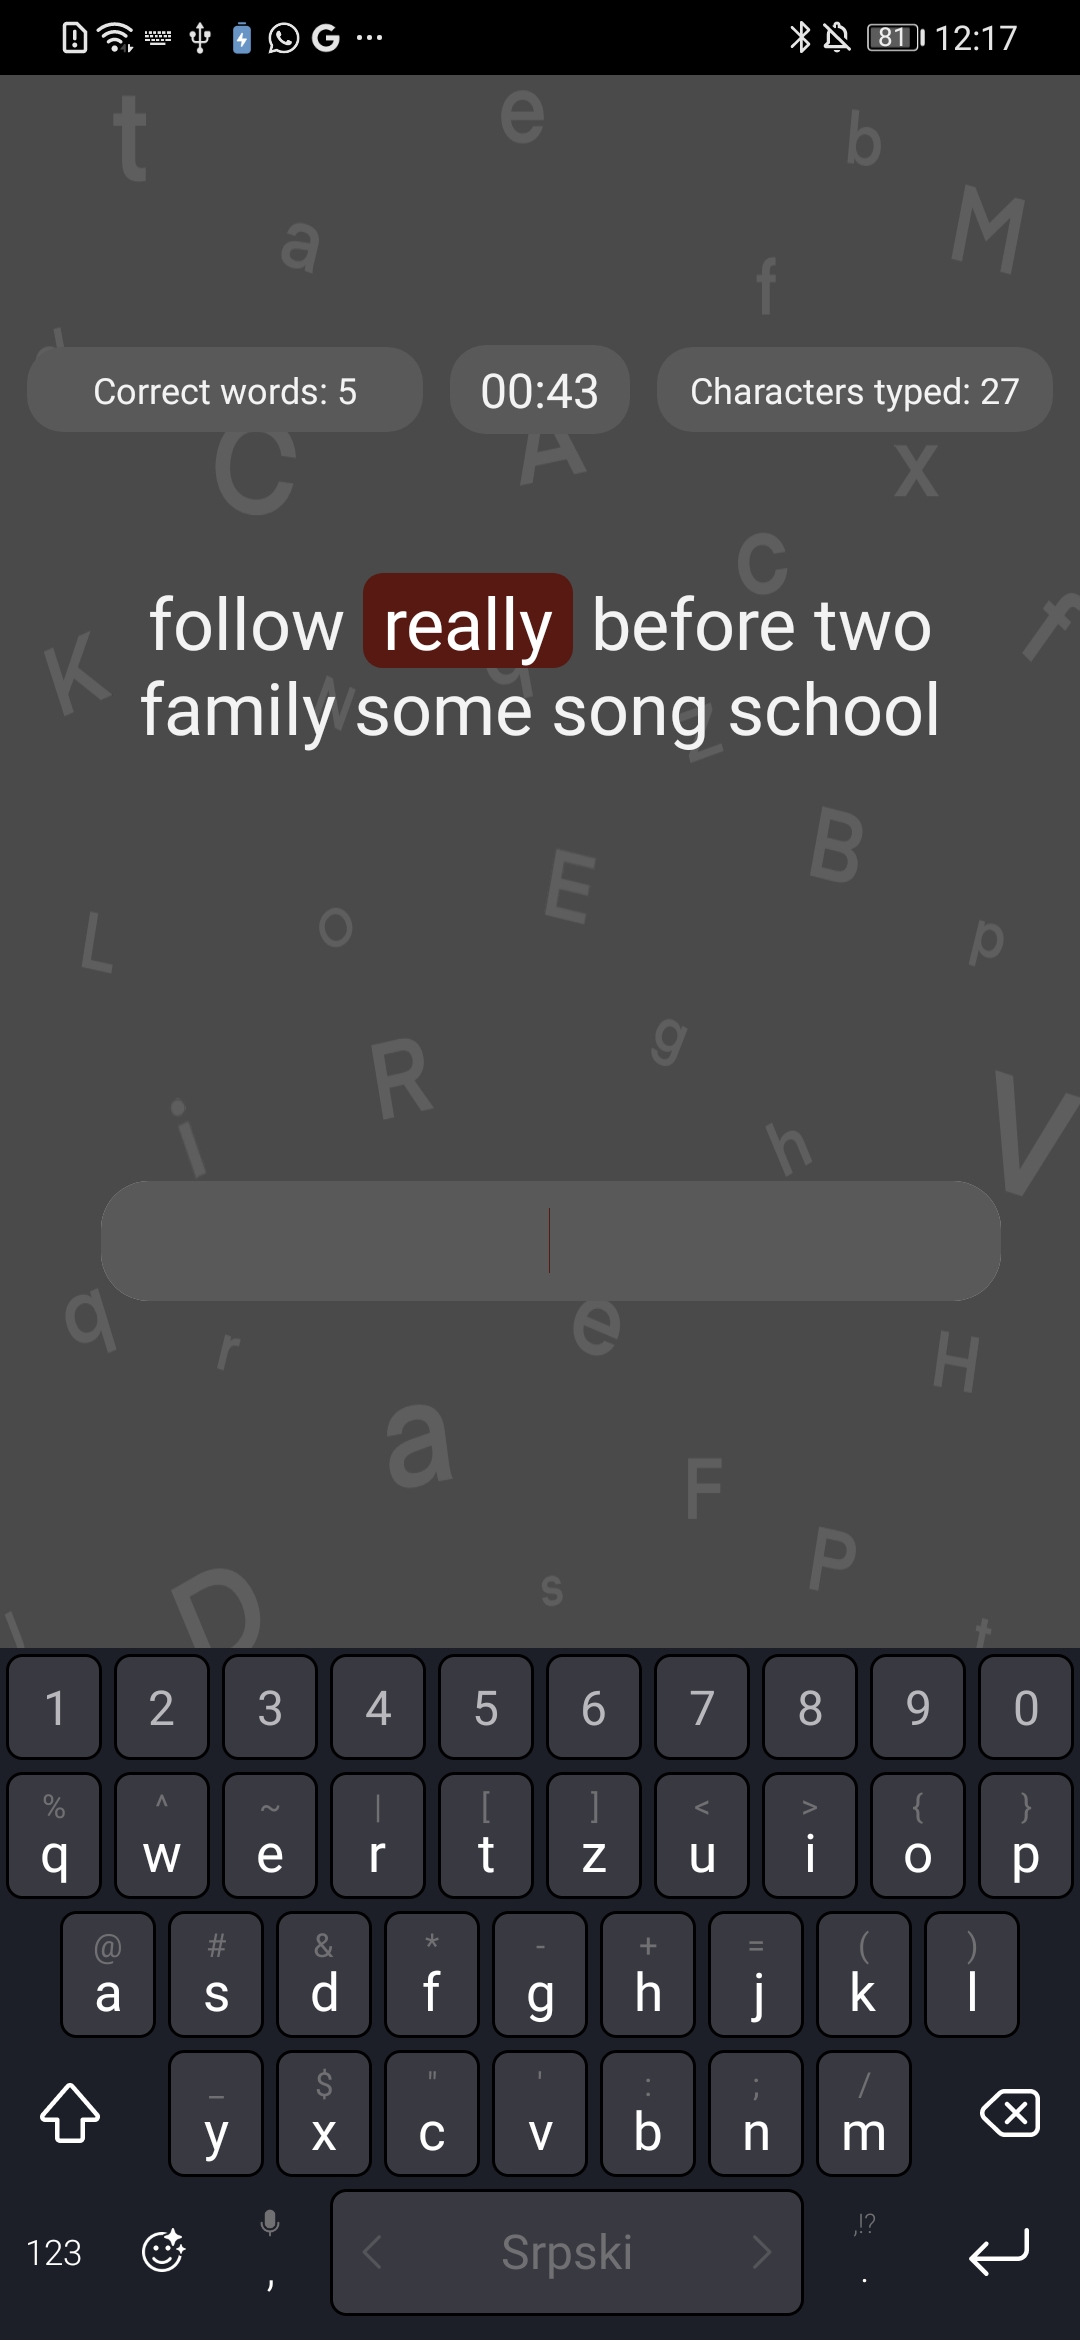 81 12:17
t e b
a M
f
d
Correct words: 5 00:43 Characters typed: 27
C A x
c
follow really before two
K f
q
family some song school
N z
B
E
L o p
R g
i h V
q r e H
a
F
P
D s
t
1 2 3 4 5 6 7 8 9 0
% ^ ~ | [ ] < > { }
q w e r t z u i o p
@ # & * - + = ( )
a s d f g h j k l
_ $ " ' : ; /
y x c v b n m
123 , < Srpski > ,!? .